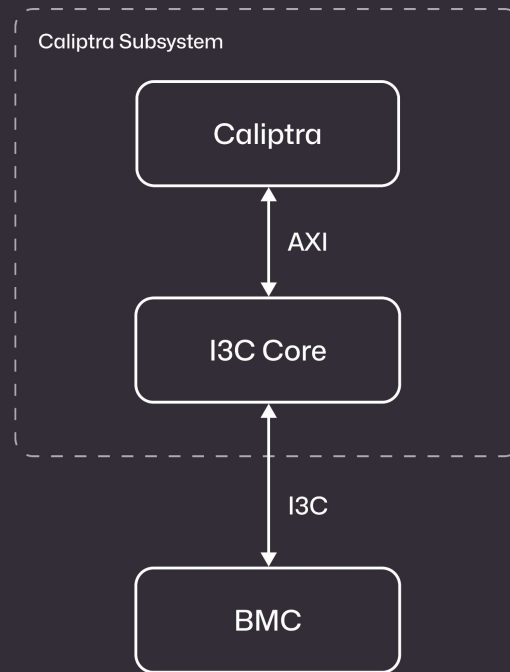 Caliptra Subsystem
Caliptra
AXI
I3C Core
I3C
BMC